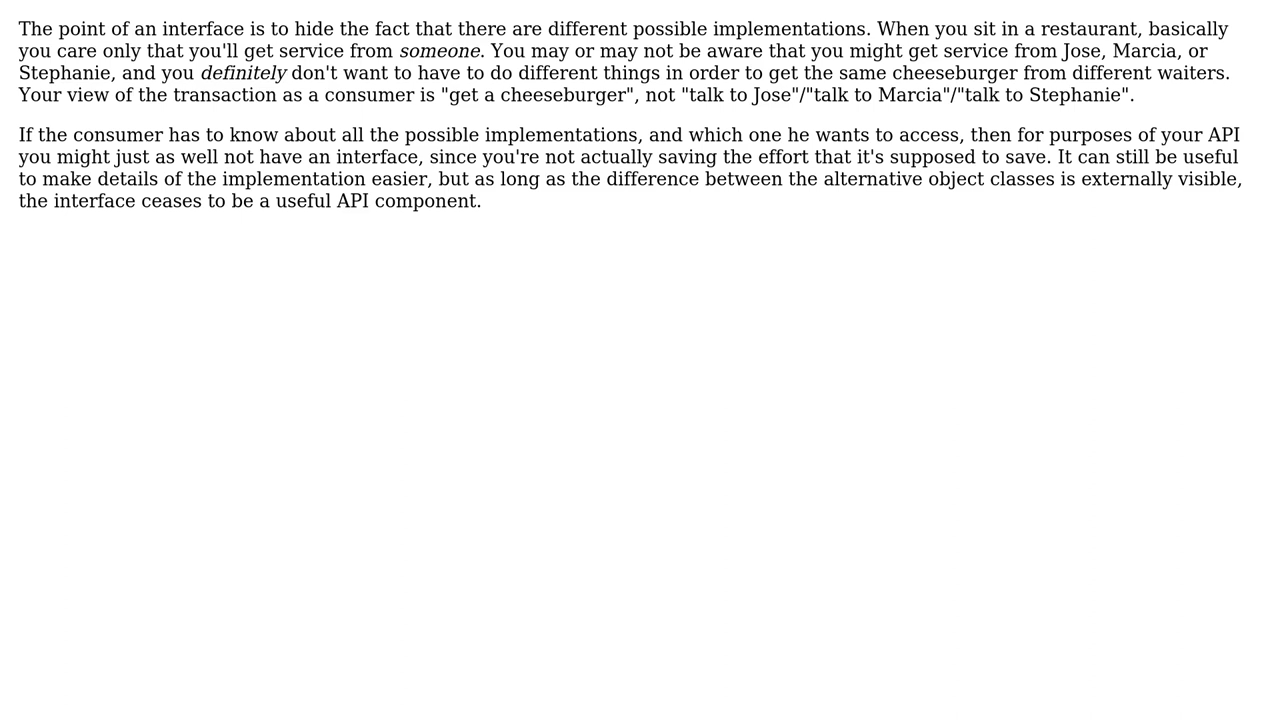 The point of an interface is to hide the fact that there are different possible implementations. When you sit in a restaurant, basically
you care only that you'll get service from someone. You may or may not be aware that you might get service from Jose, Marcia, or
Stephanie, and you definitely don't want to have to do different things in order to get the same cheeseburger from different waiters.
Your view of the transaction as a consumer is "get a cheeseburger", not "talk to Jose"/"talk to Marcia"/"talk to Stephanie".
If the consumer has to know about all the possible implementations, and which one he wants to access, then for purposes of your API
you might just as well not have an interface, since you're not actually saving the effort that it's supposed to save. It can still be useful
to make details of the implementation easier, but as long as the difference between the alternative object classes is externally visible,
the interface ceases to be a useful API component.